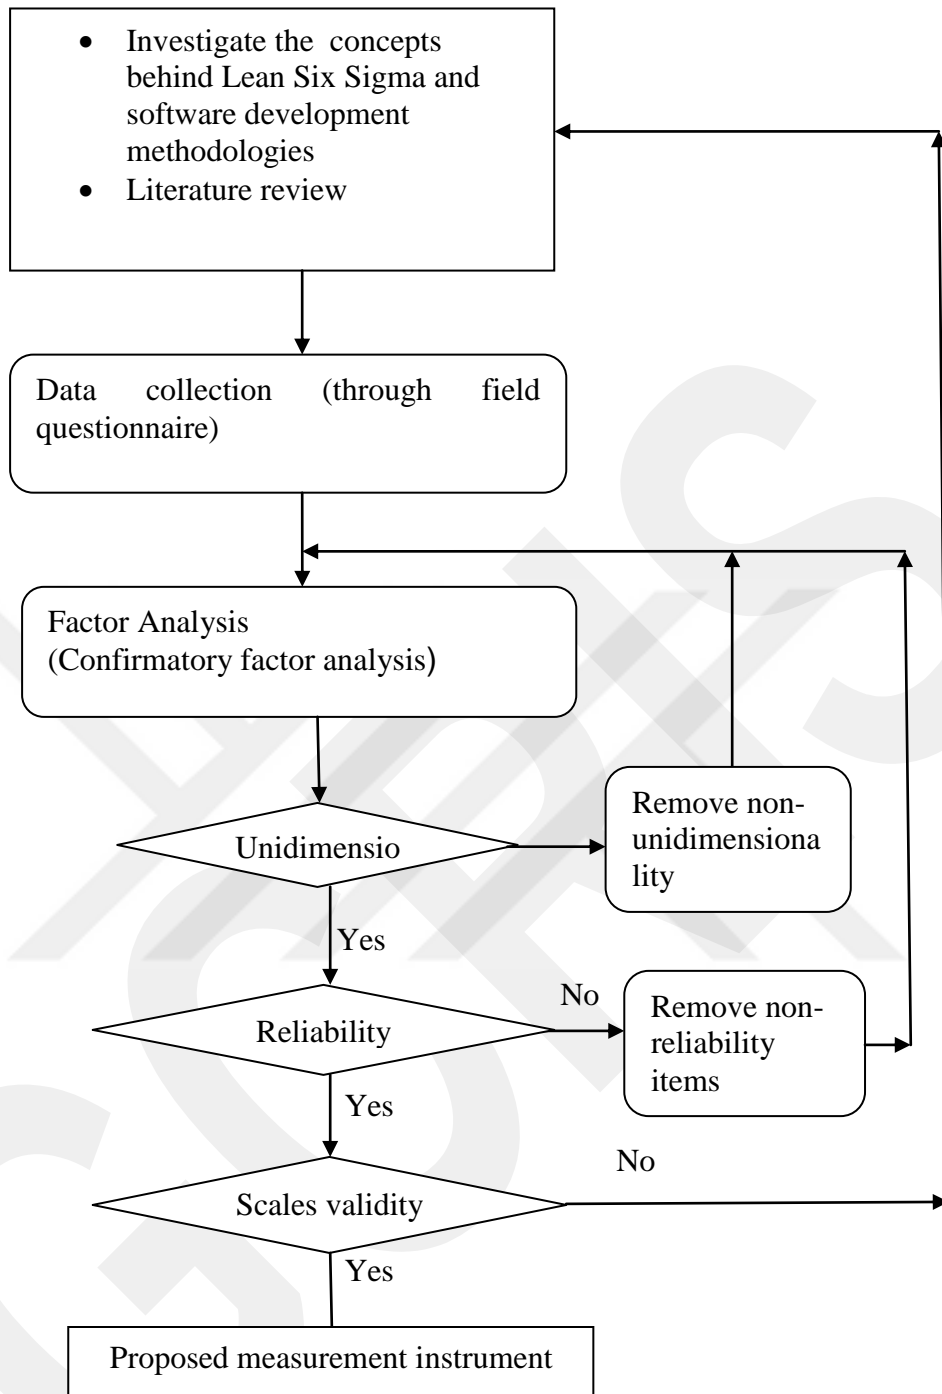 • Investigate the concepts
behind Lean Six Sigma and
software development
methodologies
• Literature review
Data collection (through field
questionnaire)
Factor Analysis
(Confirmatory factor analysis)
Remove non-
unidimensiona
lity
Unidimensio
Yes
No
Remove non-
reliability
items
Reliability
Yes
No
Scales validity
Yes
Proposed measurement instrument